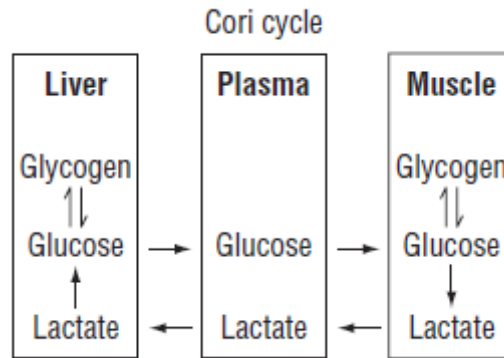 Cori cycle
Liver Plasma Muscle
Glycogen Glycogen
Glucose Glucose Glucose
Lactate Lactate Lactate